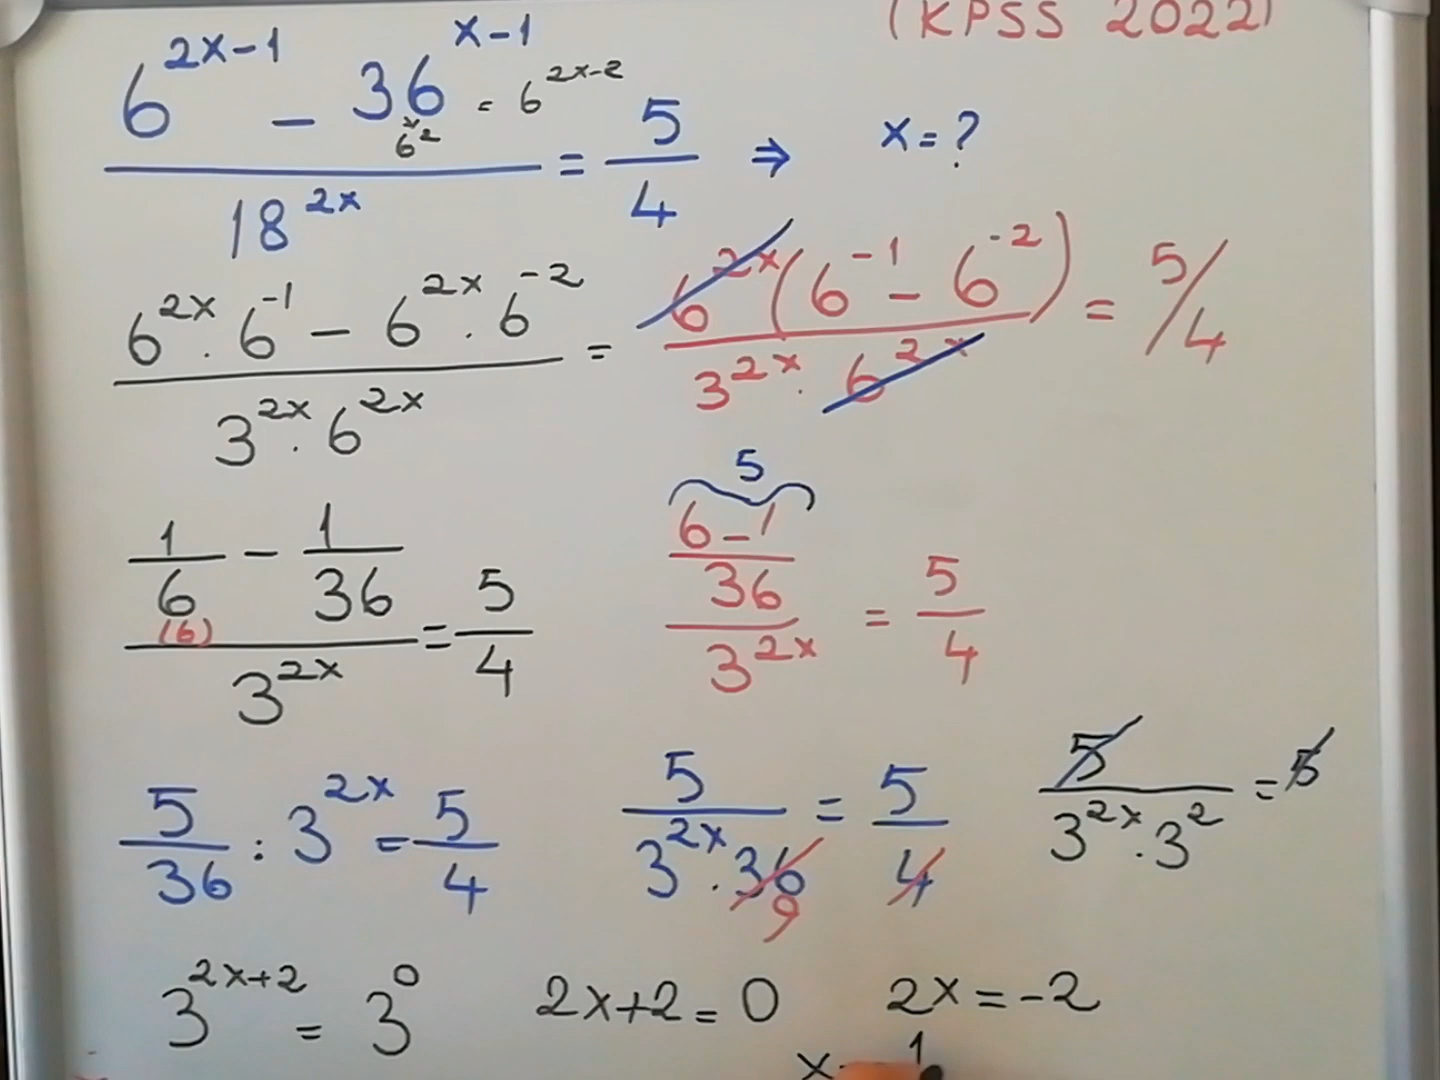 (KPSS 2022)
6^(2x-1) - 36^(x-1) = 6^(2x-2)
6^2
/ 18^(2x) = 5/4 ⇒ x = ?
(6^(2x) . 6^(-1) - 6^(2x) . 6^(-2)) / (3^(2x) . 6^(2x)) = 6^(2x) (6^(-1) - 6^(-2)) / (3^(2x) . 6^(2x)) = 5/4
5
(1/6 - 1/36) / 3^(2x) = 5/4
(6)
((6-1)/36) / 3^(2x) = 5/4
5/36 : 3^(2x) = 5/4
5 / (3^(2x) . 36) = 5/4
9
5 / (3^(2x) . 3^2) = 5
3^(2x+2) = 3^0
2x+2 = 0
2x = -2
x